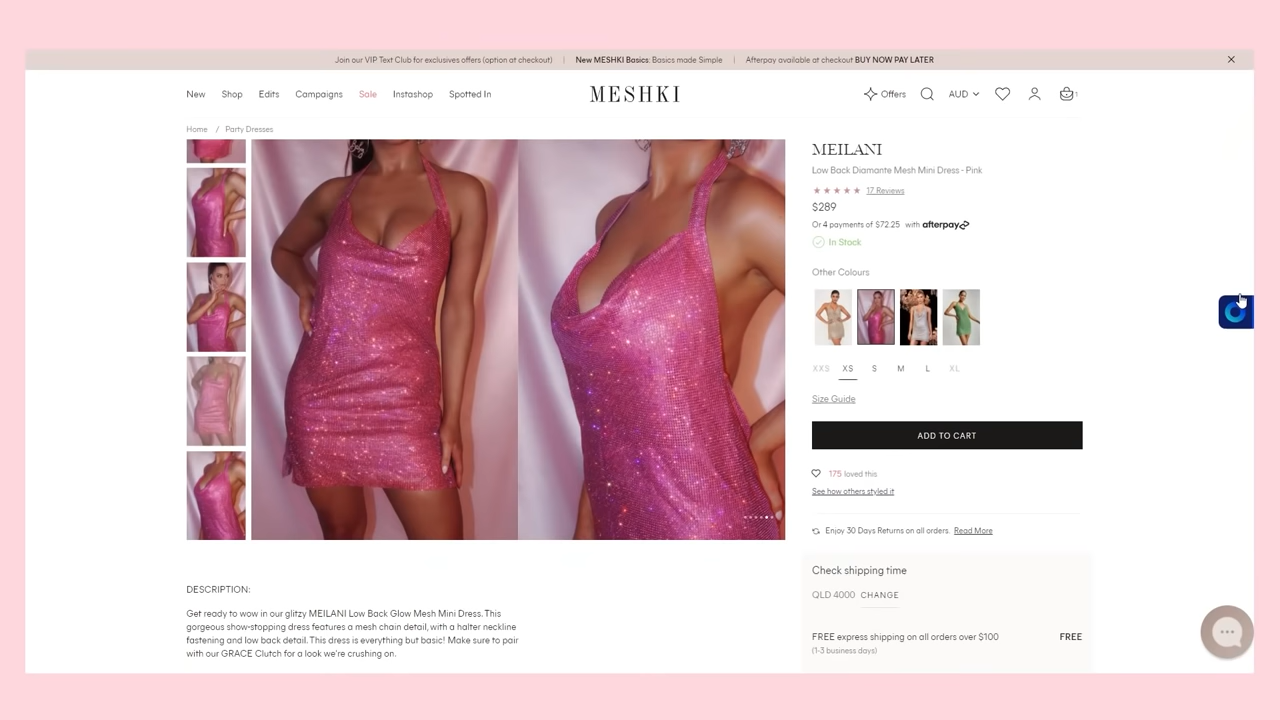 Join our VIP Text Club for exclusives offers (option at checkout) | New MESHKI Basics: Basics made Simple | Afterpay available at checkout BUY NOW PAY LATER
New Shop Edits Campaigns Sale Instashop Spotted In MESHKI Offers AUD 1
Home / Party Dresses
MEILANI
Low Back Diamante Mesh Mini Dress - Pink
17 Reviews
$289
Or 4 payments of $72.25 with afterpay
In Stock
Other Colours
XXS XS S M L XL
Size Guide
ADD TO CART
175 loved this
See how others styled it
Enjoy 30 Days Returns on all orders. Read More
Check shipping time
QLD 4000 CHANGE
FREE express shipping on all orders over $100 FREE
(1-3 business days)
DESCRIPTION:
Get ready to wow in our glitzy MEILANI Low Back Glow Mesh Mini Dress. This
gorgeous show-stopping dress features a mesh chain detail, with a halter neckline
fastening and low back detail. This dress is everything but basic! Make sure to pair
with our GRACE Clutch for a look we're crushing on.